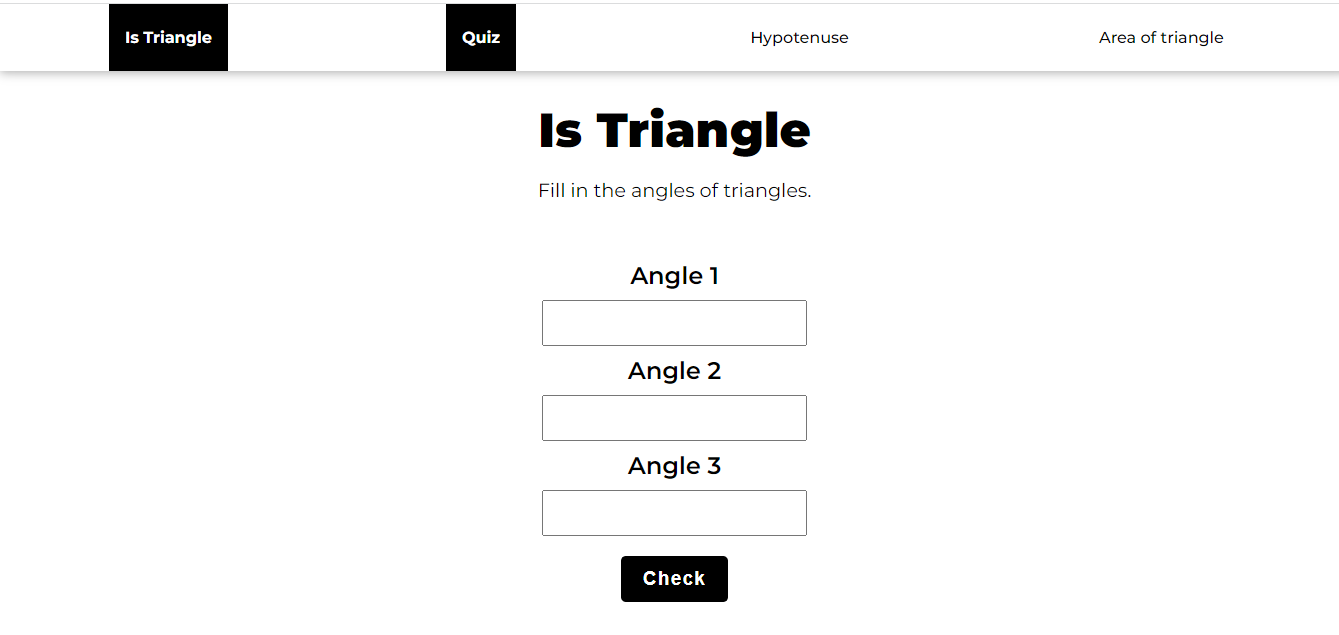 Is Triangle Quiz Hypotenuse Area of triangle
Is Triangle
Fill in the angles of triangles.
Angle 1
Angle 2
Angle 3
Check